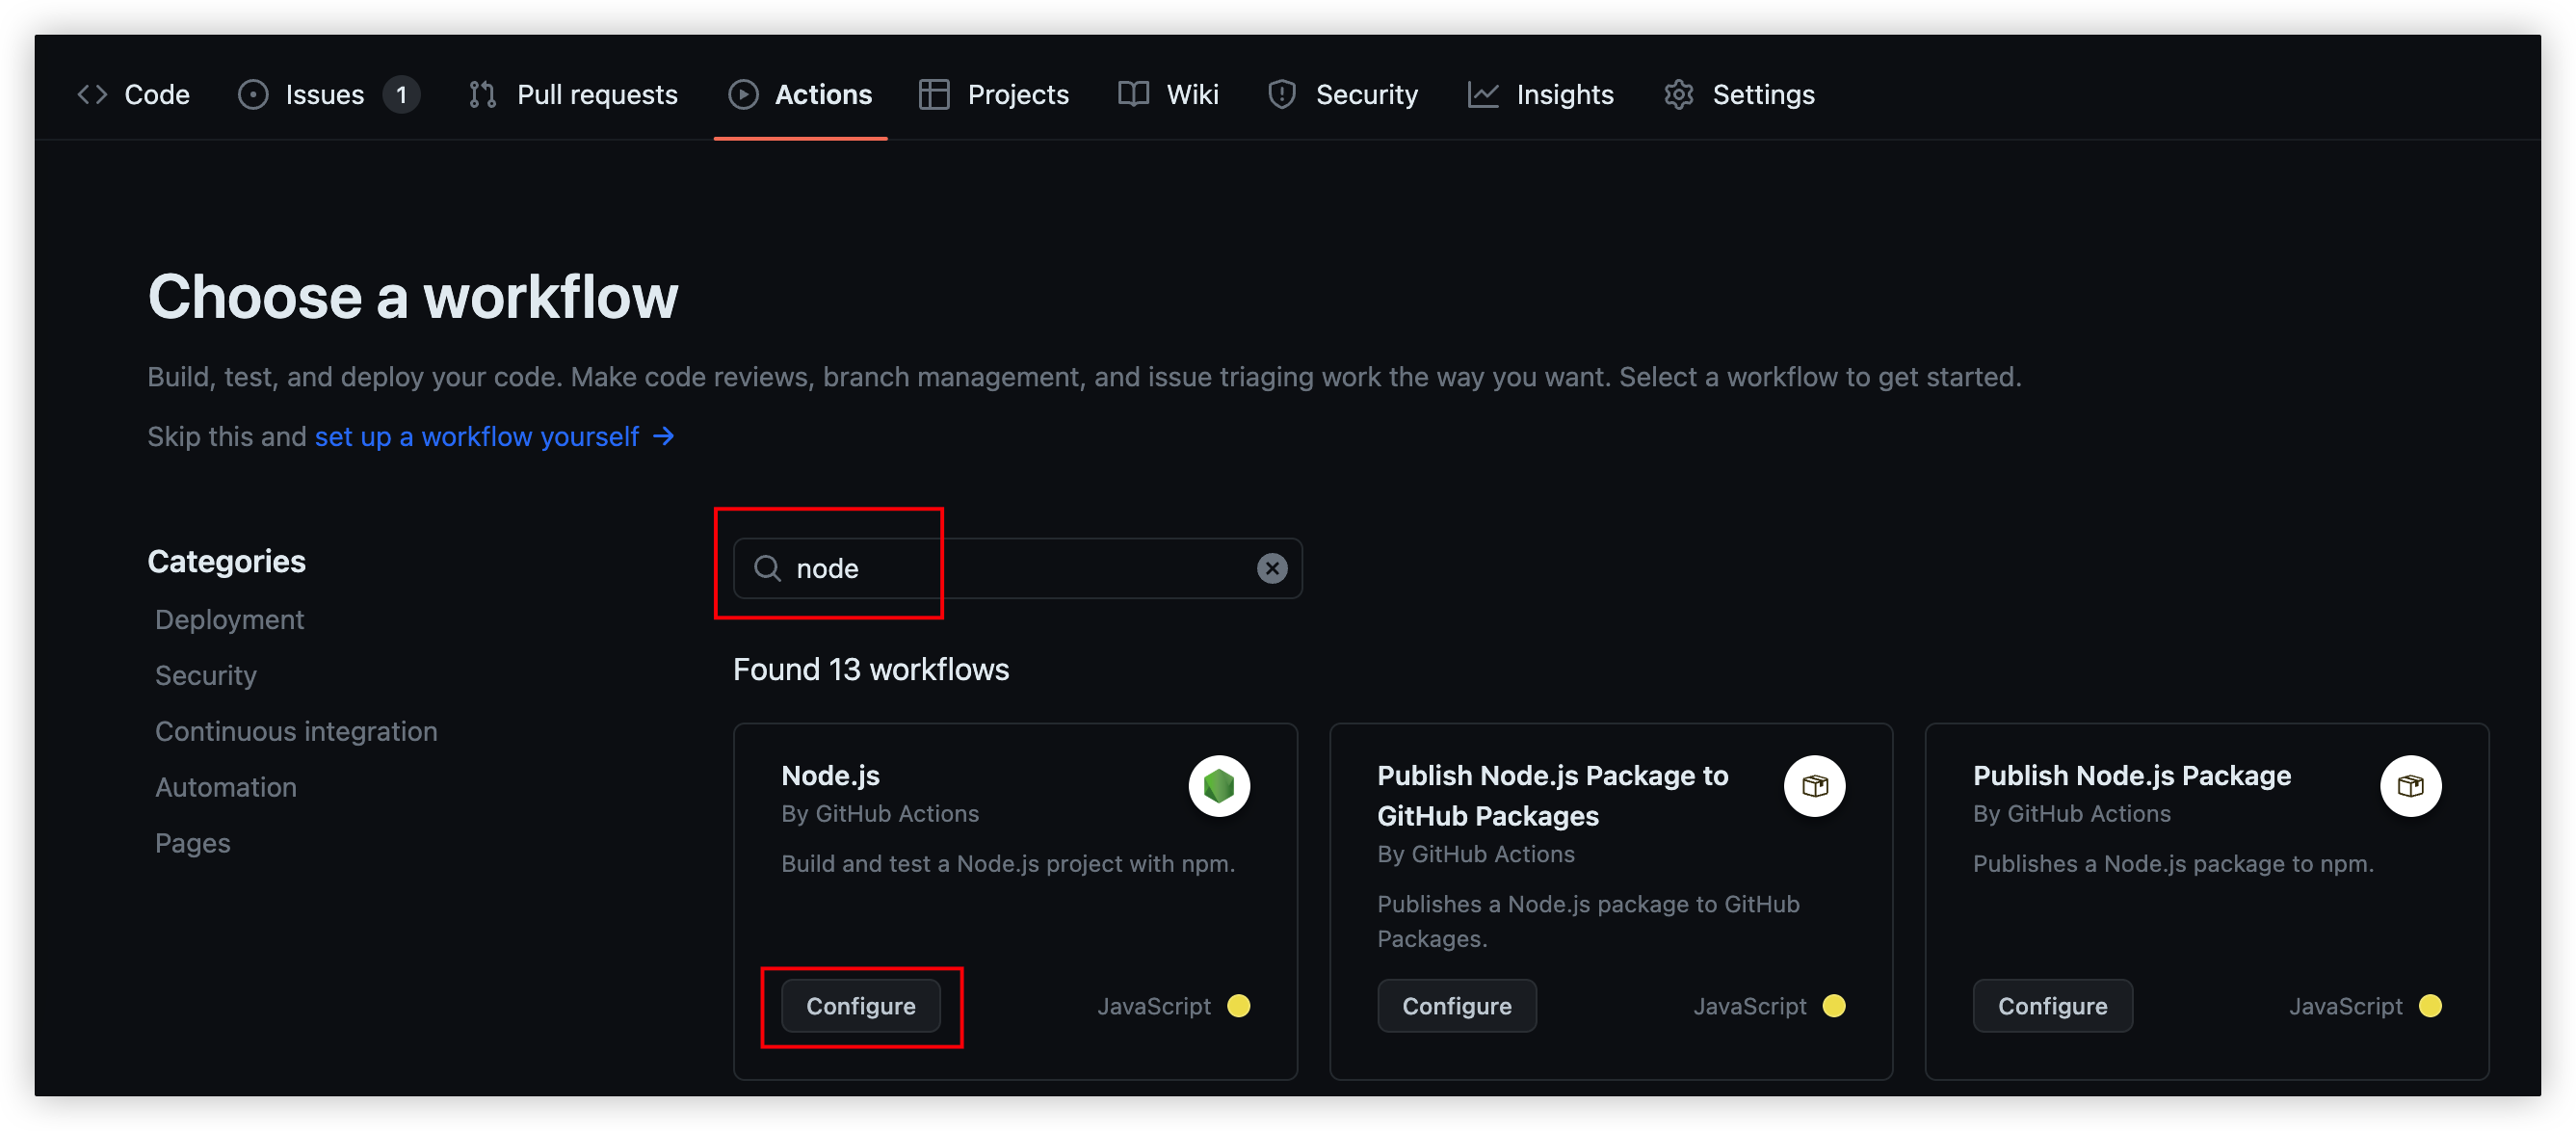 Code Issues 1 Pull requests Actions Projects Wiki Security Insights Settings
Choose a workflow
Build, test, and deploy your code. Make code reviews, branch management, and issue triaging work the way you want. Select a workflow to get started.
Skip this and set up a workflow yourself →
Categories
Deployment
Security
Continuous integration
Automation
Pages
node
Found 13 workflows
Node.js
By GitHub Actions
Build and test a Node.js project with npm.
Configure JavaScript
Publish Node.js Package to
GitHub Packages
By GitHub Actions
Publishes a Node.js package to GitHub
Packages.
Configure JavaScript
Publish Node.js Package
By GitHub Actions
Publishes a Node.js package to npm.
Configure JavaScript